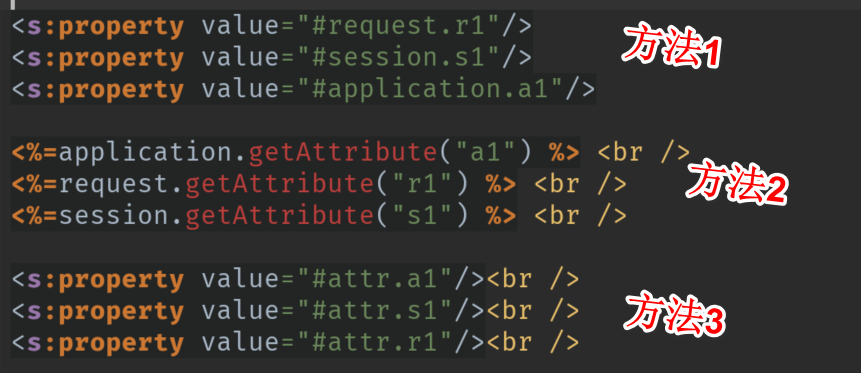 <s:property value="#request.r1"/>
<s:property value="#session.s1"/>
<s:property value="#application.a1"/>
方法1
<%=application.getAttribute("a1") %> <br />
<%=request.getAttribute("r1") %> <br />
<%=session.getAttribute("s1") %> <br />
方法2
<s:property value="#attr.a1"/><br />
<s:property value="#attr.s1"/><br />
<s:property value="#attr.r1"/><br />
方法3